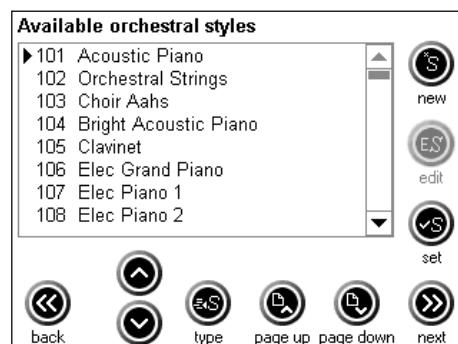 Available orchestral styles
101 Acoustic Piano
102 Orchestral Strings
103 Choir Aahs
104 Bright Acoustic Piano
105 Clavinet
106 Elec Grand Piano
107 Elec Piano 1
108 Elec Piano 2
*S
new
ES
edit
S
set
S
back
type
page up
page down
next